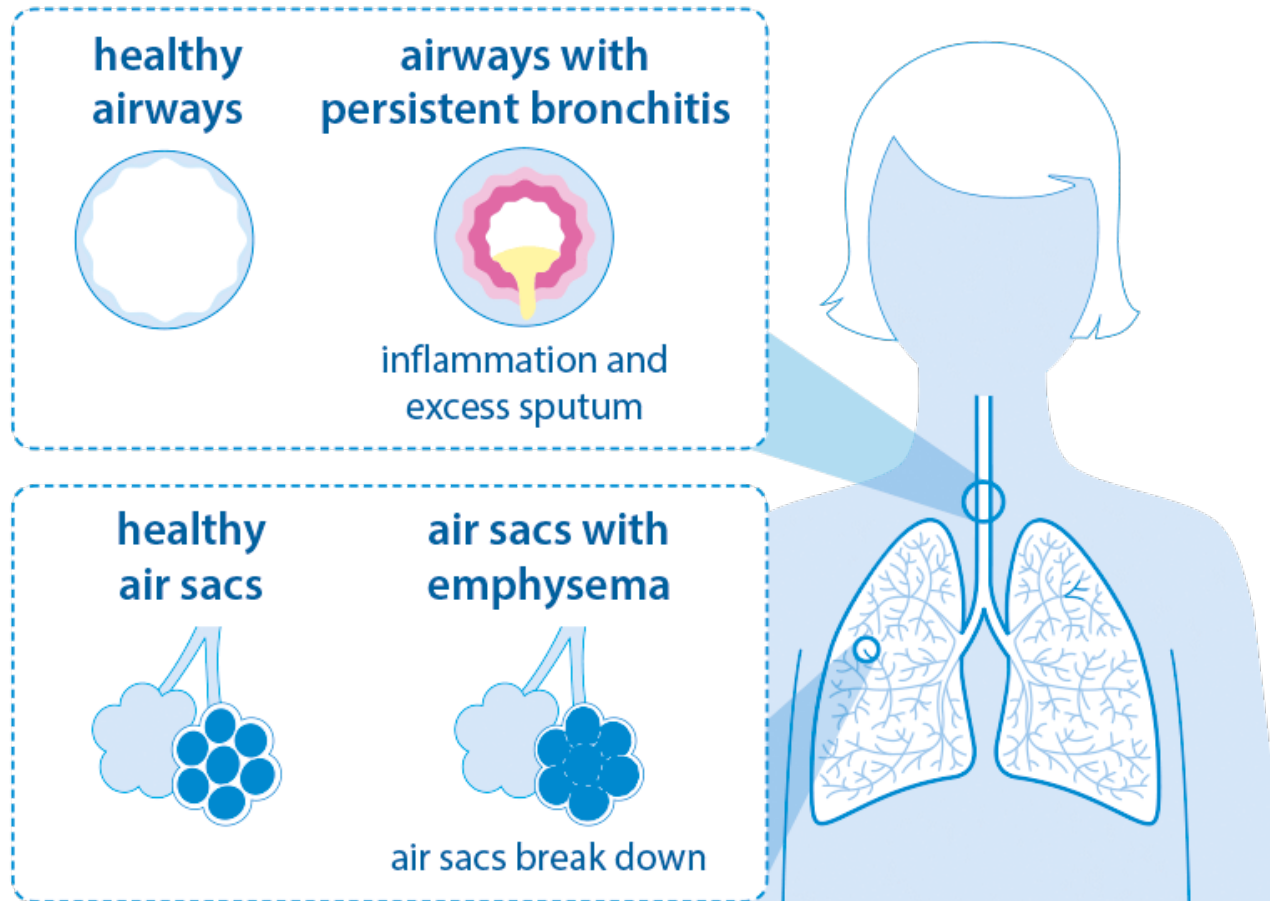 healthy
airways
airways with
persistent bronchitis
inflammation and
excess sputum
healthy
air sacs
air sacs with
emphysema
air sacs break down